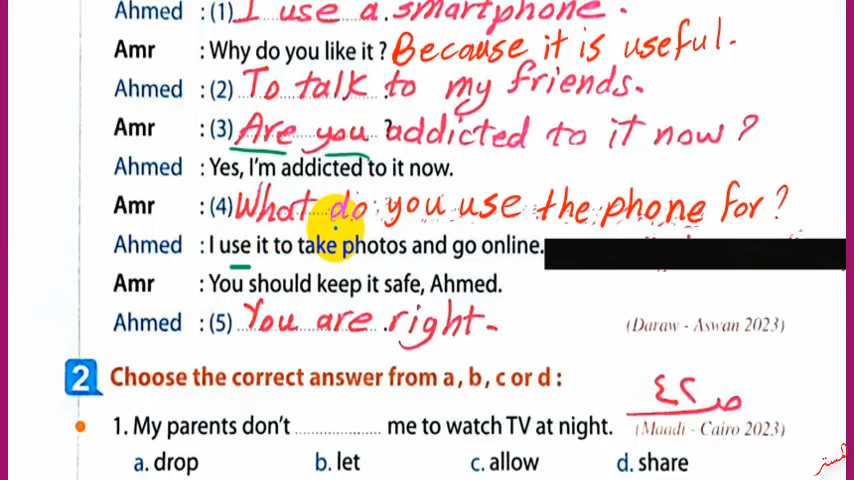 Ahmed : (1) I use a smartphone.
Amr : Why do you like it ? Because it is useful.
Ahmed : (2) To talk to my friends.
Amr : (3) Are you ? addicted to it now?
Ahmed : Yes, I'm addicted to it now.
Amr : (4) What do you use the phone for?
Ahmed : I use it to take photos and go online.
Amr : You should keep it safe, Ahmed.
Ahmed : (5) You are right. (Daraw - Aswan 2023)
2 Choose the correct answer from a, b, c or d :
ص ٤٢
1. My parents don't .................... me to watch TV at night. (Maadi - Cairo 2023)
a. drop b. let c. allow d. share